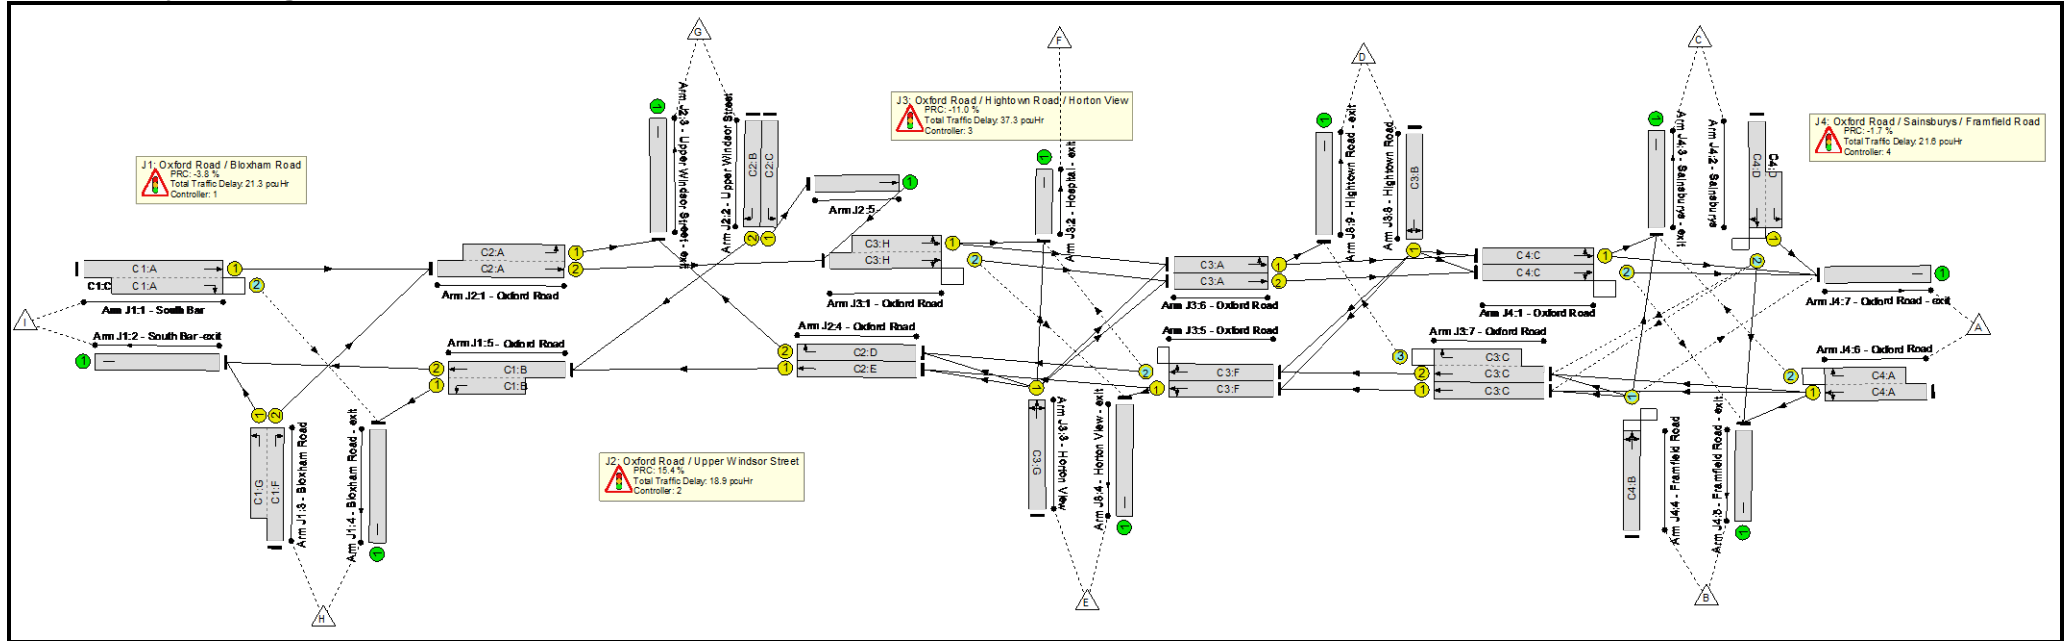 G
F
C
D
J3: Oxford Road / Hightown Road / Horton View
PRC: -11.0 %
Total Traffic Delay: 37.3 pcuHr
Controller: 3
J4: Oxford Road / Sainsburys / Framfield Road
PRC: -1.7 %
Total Traffic Delay: 21.6 pcuHr
Controller: 4
J1: Oxford Road / Bloxham Road
PRC: -3.8 %
Total Traffic Delay: 21.3 pcuHr
Controller: 1
Arm J2:3 - Upper Windsor Street - exit
Arm J2:2 - Upper Windsor Street
C2:B
C2:C
Arm J2:5 -
Arm J3:2 - Hospital - exit
Arm J3:9 - Hightown Road - exit
Arm J3:8 - Hightown Road
C3:B
Arm J4:3 - Sainsburys - exit
Arm J4:2 - Sainsburys
C4:D
C4:D
C1:A
C1:A
C1:C
Arm J1:1 - South Bar
C2:A
C2:A
Arm J2:1 - Oxford Road
C3:H
C3:H
Arm J3:1 - Oxford Road
C3:A
C3:A
Arm J3:6 - Oxford Road
C4:C
C4:C
Arm J4:1 - Oxford Road
Arm J4:7 - Oxford Road - exit
I
A
Arm J1:2 - South Bar -exit
Arm J1:5 - Oxford Road
C1:B
C1:B
Arm J2:4 - Oxford Road
C2:D
C2:E
Arm J3:5 - Oxford Road
C3:F
C3:F
Arm J3:7 - Oxford Road
C3:C
C3:C
C3:C
Arm J4:6 - Oxford Road
C4:A
C4:A
C1:G
C1:F
Arm J1:3 - Bloxham Road
Arm J1:4 - Bloxham Road - exit
J2: Oxford Road / Upper Windsor Street
PRC: 15.4 %
Total Traffic Delay: 18.9 pcuHr
Controller: 2
C3:G
Arm J3:3 - Horton View
Arm J3:4 - Horton View - exit
C4:B
Arm J4:4 - Framfield Road
Arm J4:5 - Framfield Road - exit
H
E
B